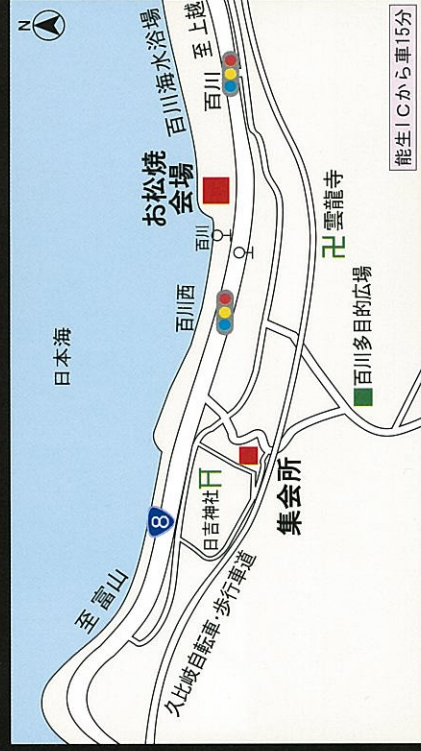 N
日本海
百川海水浴場
至 上越
百川
お松焼
会場
百川
百川西
至 富山
8
日吉神社
集会所
久比岐自転車・歩行車道
雲龍寺
百川多目的広場
能生ICから車15分